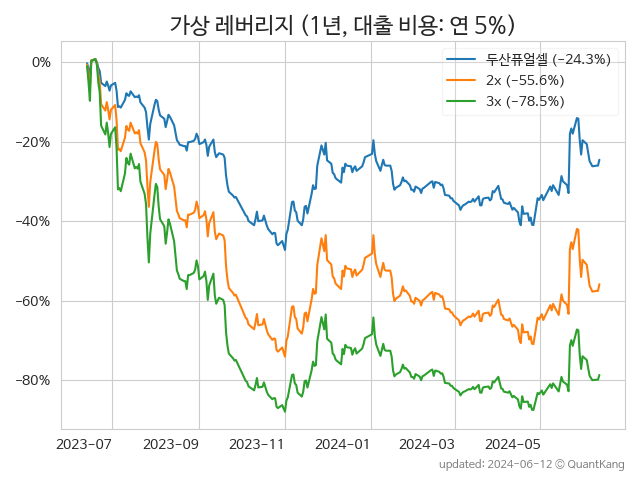 가상 레버리지 (1년, 대출 비용: 연 5%)
두산퓨얼셀 (−24.3%)
2x (−55.6%)
3x (−78.5%)
0%
−20%
−40%
−60%
−80%
2023-07 2023-09 2023-11 2024-01 2024-03 2024-05
updated: 2024-06-12 © QuantKang